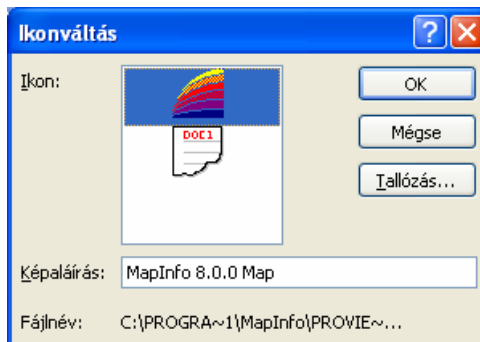 Ikonváltás
Ikon:
DOC1
OK
Mégse
Tallózás...
Képaláírás:
MapInfo 8.0.0 Map
Fájlnév:
C:\PROGRA~1\MapInfo\PROVIE~...